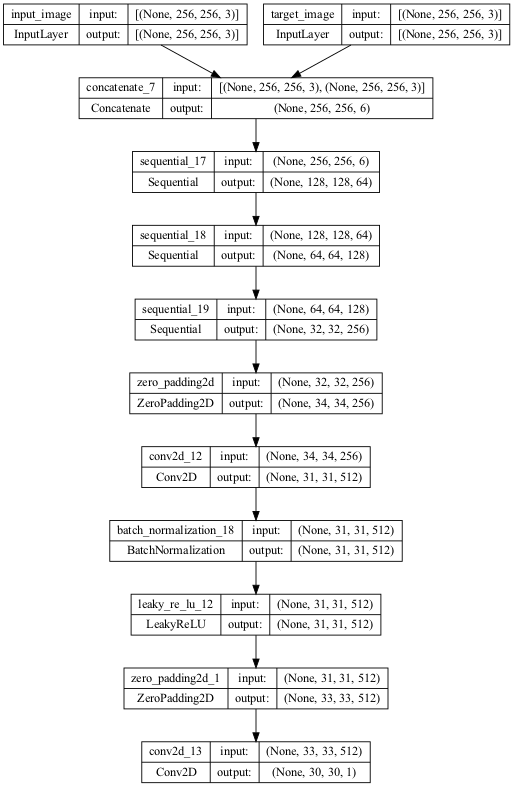 input_image input: [(None, 256, 256, 3)]
InputLayer output: [(None, 256, 256, 3)]
target_image input: [(None, 256, 256, 3)]
InputLayer output: [(None, 256, 256, 3)]
concatenate_7 input: [(None, 256, 256, 3), (None, 256, 256, 3)]
Concatenate output: (None, 256, 256, 6)
sequential_17 input: (None, 256, 256, 6)
Sequential output: (None, 128, 128, 64)
sequential_18 input: (None, 128, 128, 64)
Sequential output: (None, 64, 64, 128)
sequential_19 input: (None, 64, 64, 128)
Sequential output: (None, 32, 32, 256)
zero_padding2d input: (None, 32, 32, 256)
ZeroPadding2D output: (None, 34, 34, 256)
conv2d_12 input: (None, 34, 34, 256)
Conv2D output: (None, 31, 31, 512)
batch_normalization_18 input: (None, 31, 31, 512)
BatchNormalization output: (None, 31, 31, 512)
leaky_re_lu_12 input: (None, 31, 31, 512)
LeakyReLU output: (None, 31, 31, 512)
zero_padding2d_1 input: (None, 31, 31, 512)
ZeroPadding2D output: (None, 33, 33, 512)
conv2d_13 input: (None, 33, 33, 512)
Conv2D output: (None, 30, 30, 1)